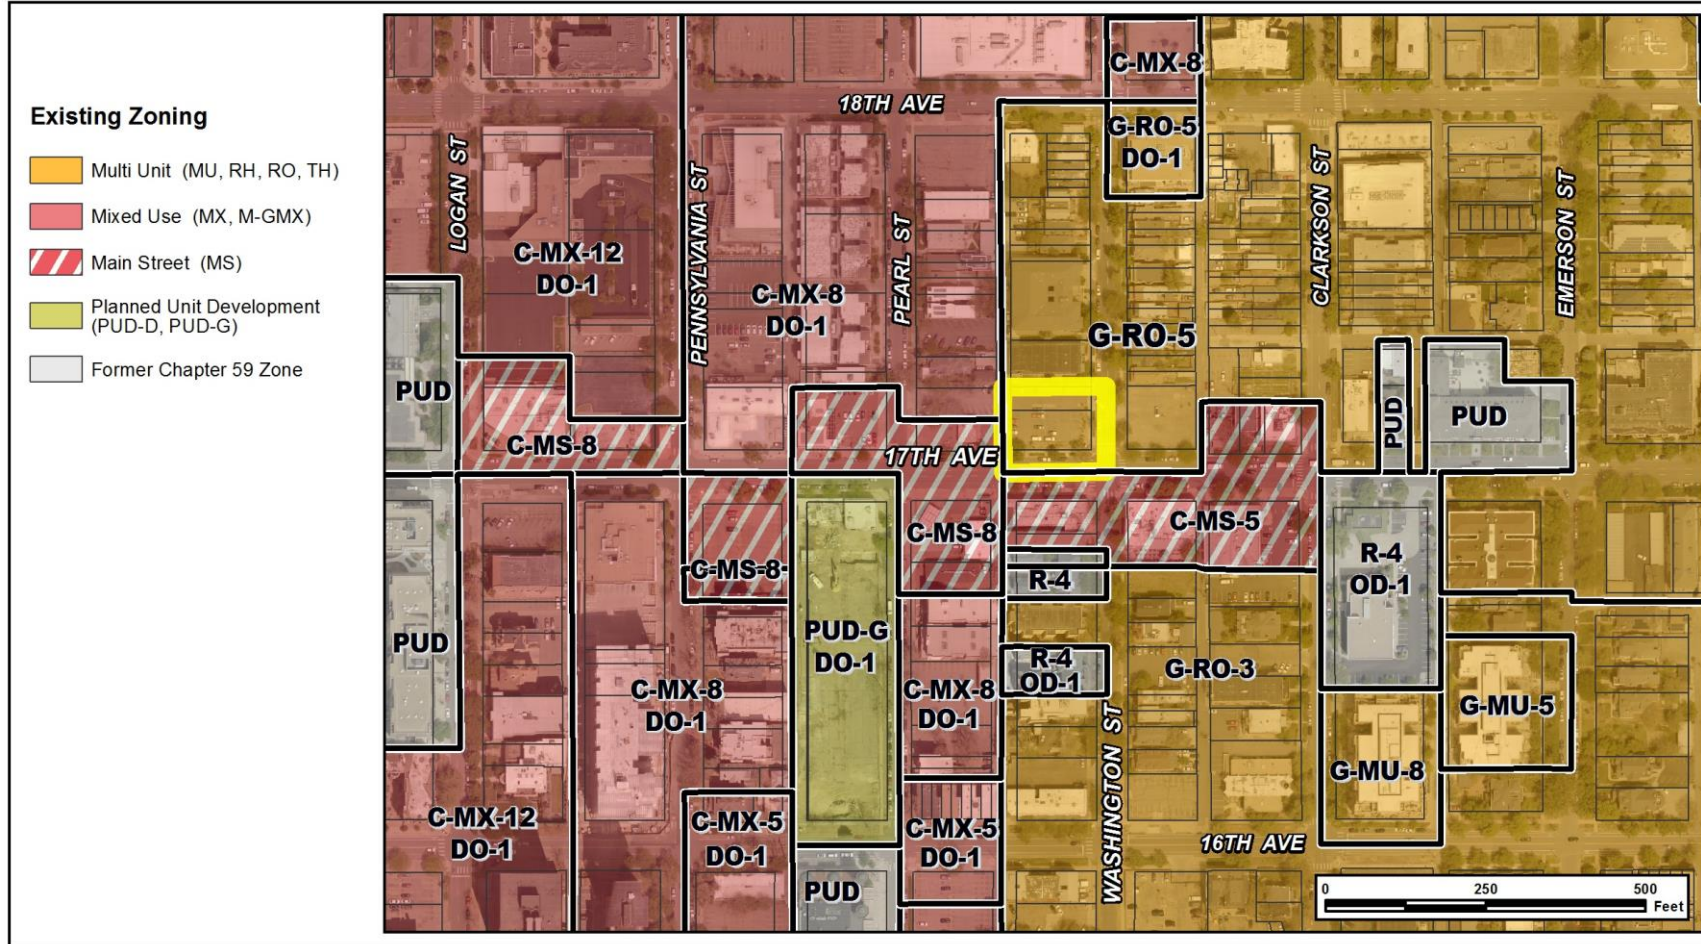 Existing Zoning
Multi Unit (MU, RH, RO, TH)
Mixed Use (MX, M-GMX)
Main Street (MS)
Planned Unit Development
(PUD-D, PUD-G)
Former Chapter 59 Zone
C-MX-8
18TH AVE
G-RO-5
DO-1
LOGAN ST
PENNSYLVANIA ST
PEARL ST
CLARKSON ST
EMERSON ST
C-MX-12
DO-1
C-MX-8
DO-1
G-RO-5
PUD
PUD
PUD
C-MS-8
17TH AVE
C-MS-8
C-MS-5
C-MS-8
R-4
R-4
OD-1
PUD
PUD-G
DO-1
R-4
OD-1
G-RO-3
C-MX-8
DO-1
C-MX-8
DO-1
G-MU-5
WASHINGTON ST
G-MU-8
C-MX-12
DO-1
C-MX-5
DO-1
C-MX-5
DO-1
16TH AVE
PUD
0 250 500
Feet